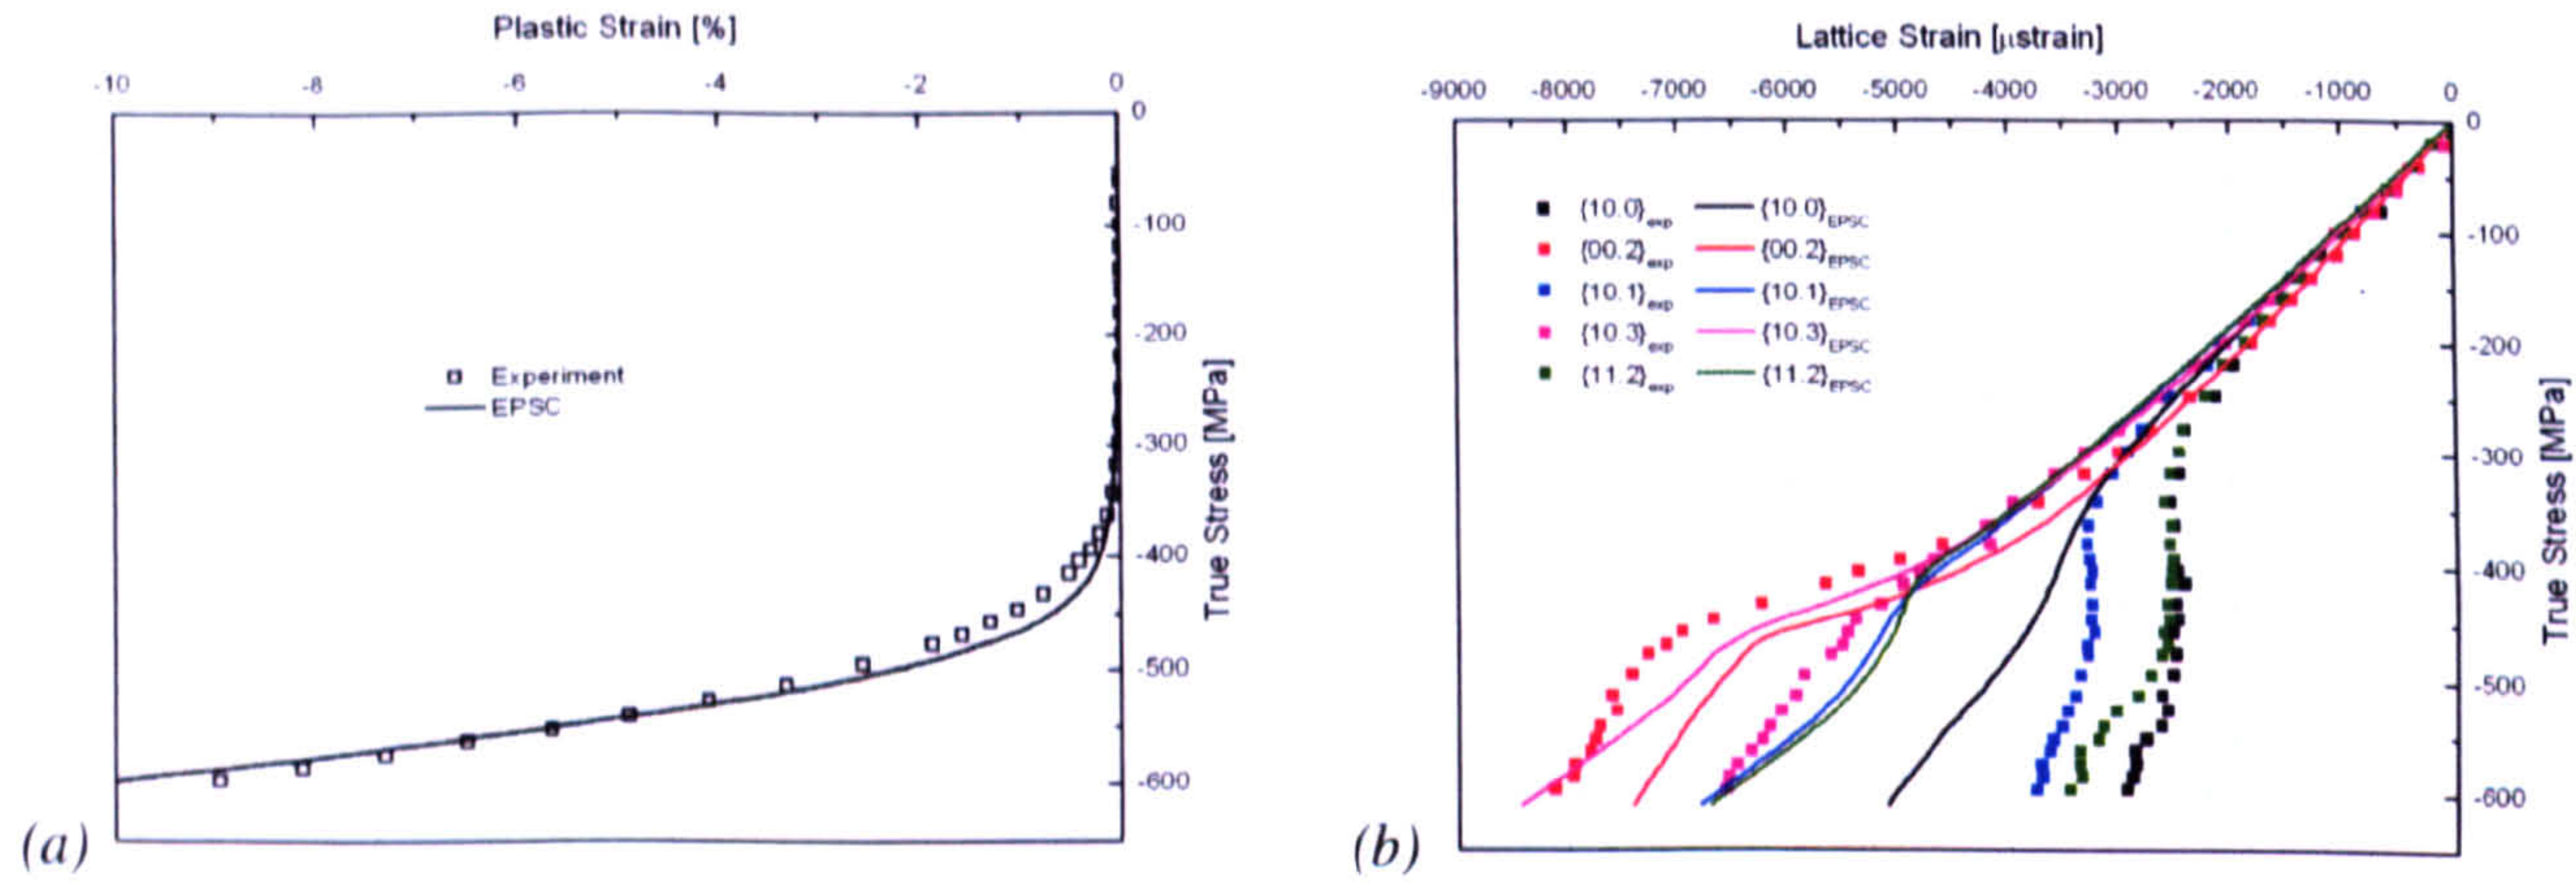 Plastic Strain [%]
-10 -8 -6 -4 -2 0
0
-100
-200
-300
-400
-500
-600
True Stress [MPa]
Experiment
EPSC
(a)
Lattice Strain [μstrain]
-9000 -8000 -7000 -6000 -5000 -4000 -3000 -2000 -1000 0
0
-100
-200
-300
-400
-500
-600
True Stress [MPa]
{10.0}exp {10.0}EPSC
{00.2}exp {00.2}EPSC
{10.1}exp {10.1}EPSC
{10.3}exp {10.3}EPSC
{11.2}exp {11.2}EPSC
(b)